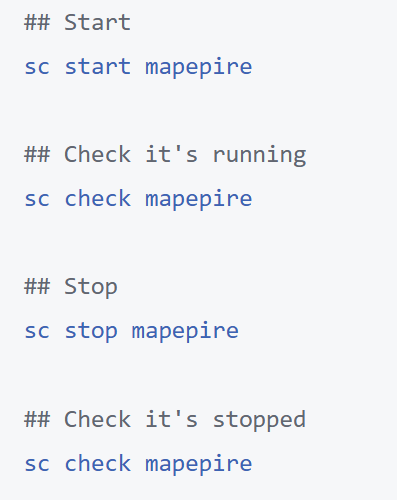 ## Start
sc start mapepire
## Check it's running
sc check mapepire
## Stop
sc stop mapepire
## Check it's stopped
sc check mapepire